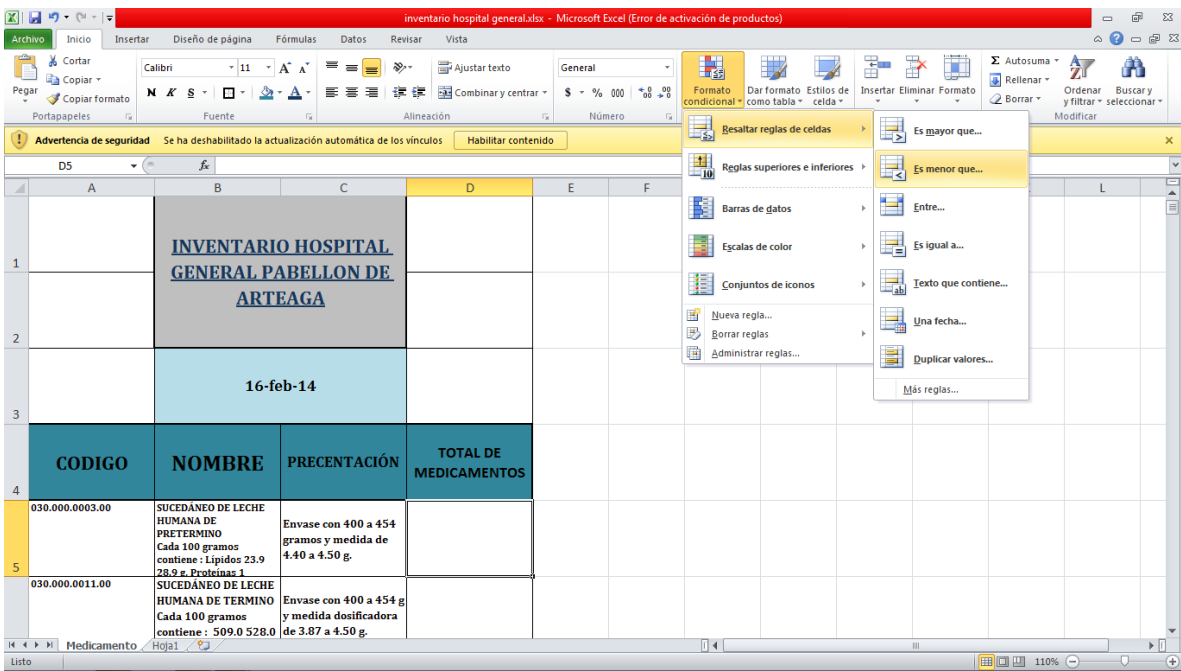 inventario hospital general.xlsx - Microsoft Excel (Error de activación de productos)
Archivo Inicio Insertar Diseño de página Fórmulas Datos Revisar Vista
Pegar
Cortar
Copiar
Copiar formato
Portapapeles
Calibri 11 A A
N K S A
Fuente
Ajustar texto
Combinar y centrar
Alineación
General
$ % 000
Número
Formato condicional
Dar formato como tabla
Estilos de celda
Insertar Eliminar Formato
Σ Autosuma
Rellenar
Borrar
Ordenar y filtrar
Buscar y seleccionar
Modificar
Advertencia de seguridad Se ha deshabilitado la actualización automática de los vínculos Habilitar contenido
D5 fx
A B C D E F L
1
2
3
4
5
INVENTARIO HOSPITAL
GENERAL PABELLON DE
ARTEAGA
16-feb-14
CODIGO NOMBRE PRECENTACIÓN TOTAL DE
MEDICAMENTOS
030.000.0003.00
SUCEDÁNEO DE LECHE
HUMANA DE
PRETERMINO
Cada 100 gramos
contiene : Lípidos 23.9
28.9 g. Proteínas 1
Envase con 400 a 454
gramos y medida de
4.40 a 4.50 g.
030.000.0011.00
SUCEDÁNEO DE LECHE
HUMANA DE TERMINO
Cada 100 gramos
contiene : 509.0 528.0
Envase con 400 a 454 g
y medida dosificadora
de 3.87 a 4.50 g.
Resaltar reglas de celdas
Reglas superiores e inferiores
Barras de datos
Escalas de color
Conjuntos de iconos
Nueva regla...
Borrar reglas
Administrar reglas...
Es mayor que...
Es menor que...
Entre...
Es igual a...
Texto que contiene...
Una fecha...
Duplicar valores...
Más reglas...
Medicamento Hoja1
Listo 110%